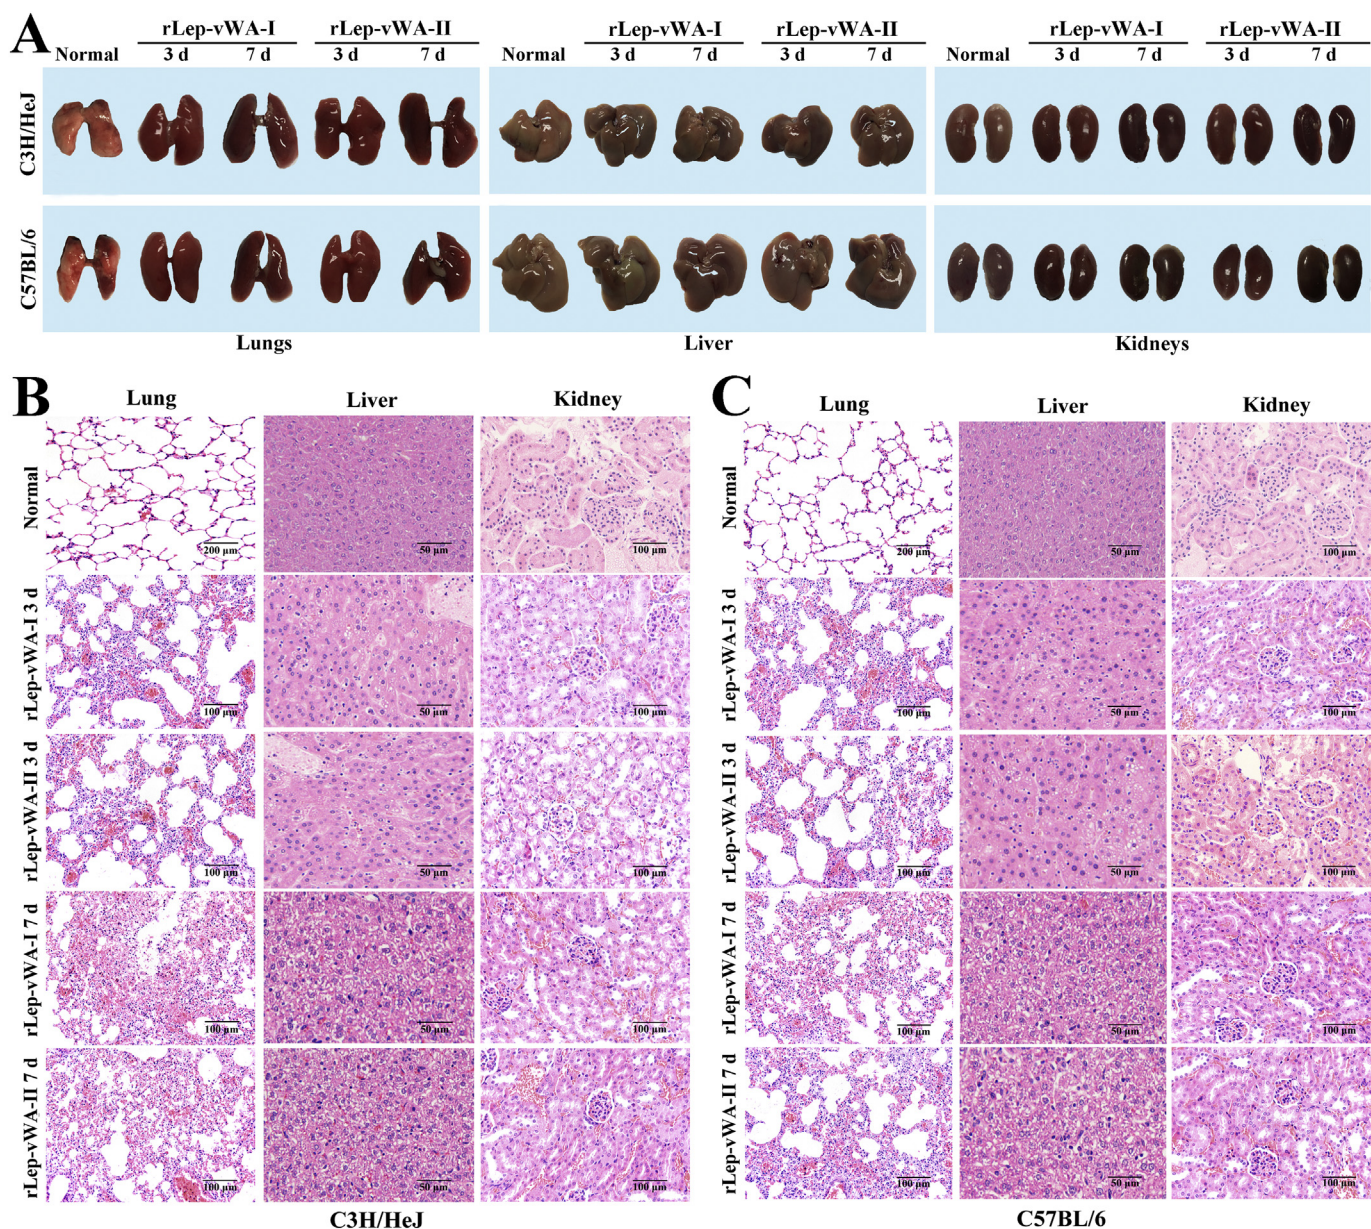 A
rLep-vWA-I rLep-vWA-II rLep-vWA-I rLep-vWA-II rLep-vWA-I rLep-vWA-II
Normal 3 d 7 d 3 d 7 d Normal 3 d 7 d 3 d 7 d Normal 3 d 7 d 3 d 7 d
C3H/HeJ
C57BL/6
Lungs Liver Kidneys
B
Lung Liver Kidney
Normal
200 µm 50 µm 100 µm
rLep-vWA-I 3 d
100 µm 50 µm 100 µm
rLep-vWA-II 3 d
100 µm 50 µm 100 µm
rLep-vWA-I 7 d
100 µm 50 µm 100 µm
rLep-vWA-II 7 d
100 µm 50 µm 100 µm
C3H/HeJ
C
Lung Liver Kidney
Normal
200 µm 50 µm 100 µm
rLep-vWA-I 3 d
100 µm 50 µm 100 µm
rLep-vWA-II 3 d
100 µm 50 µm 100 µm
rLep-vWA-I 7 d
100 µm 50 µm 100 µm
rLep-vWA-II 7 d
100 µm 50 µm 100 µm
C57BL/6